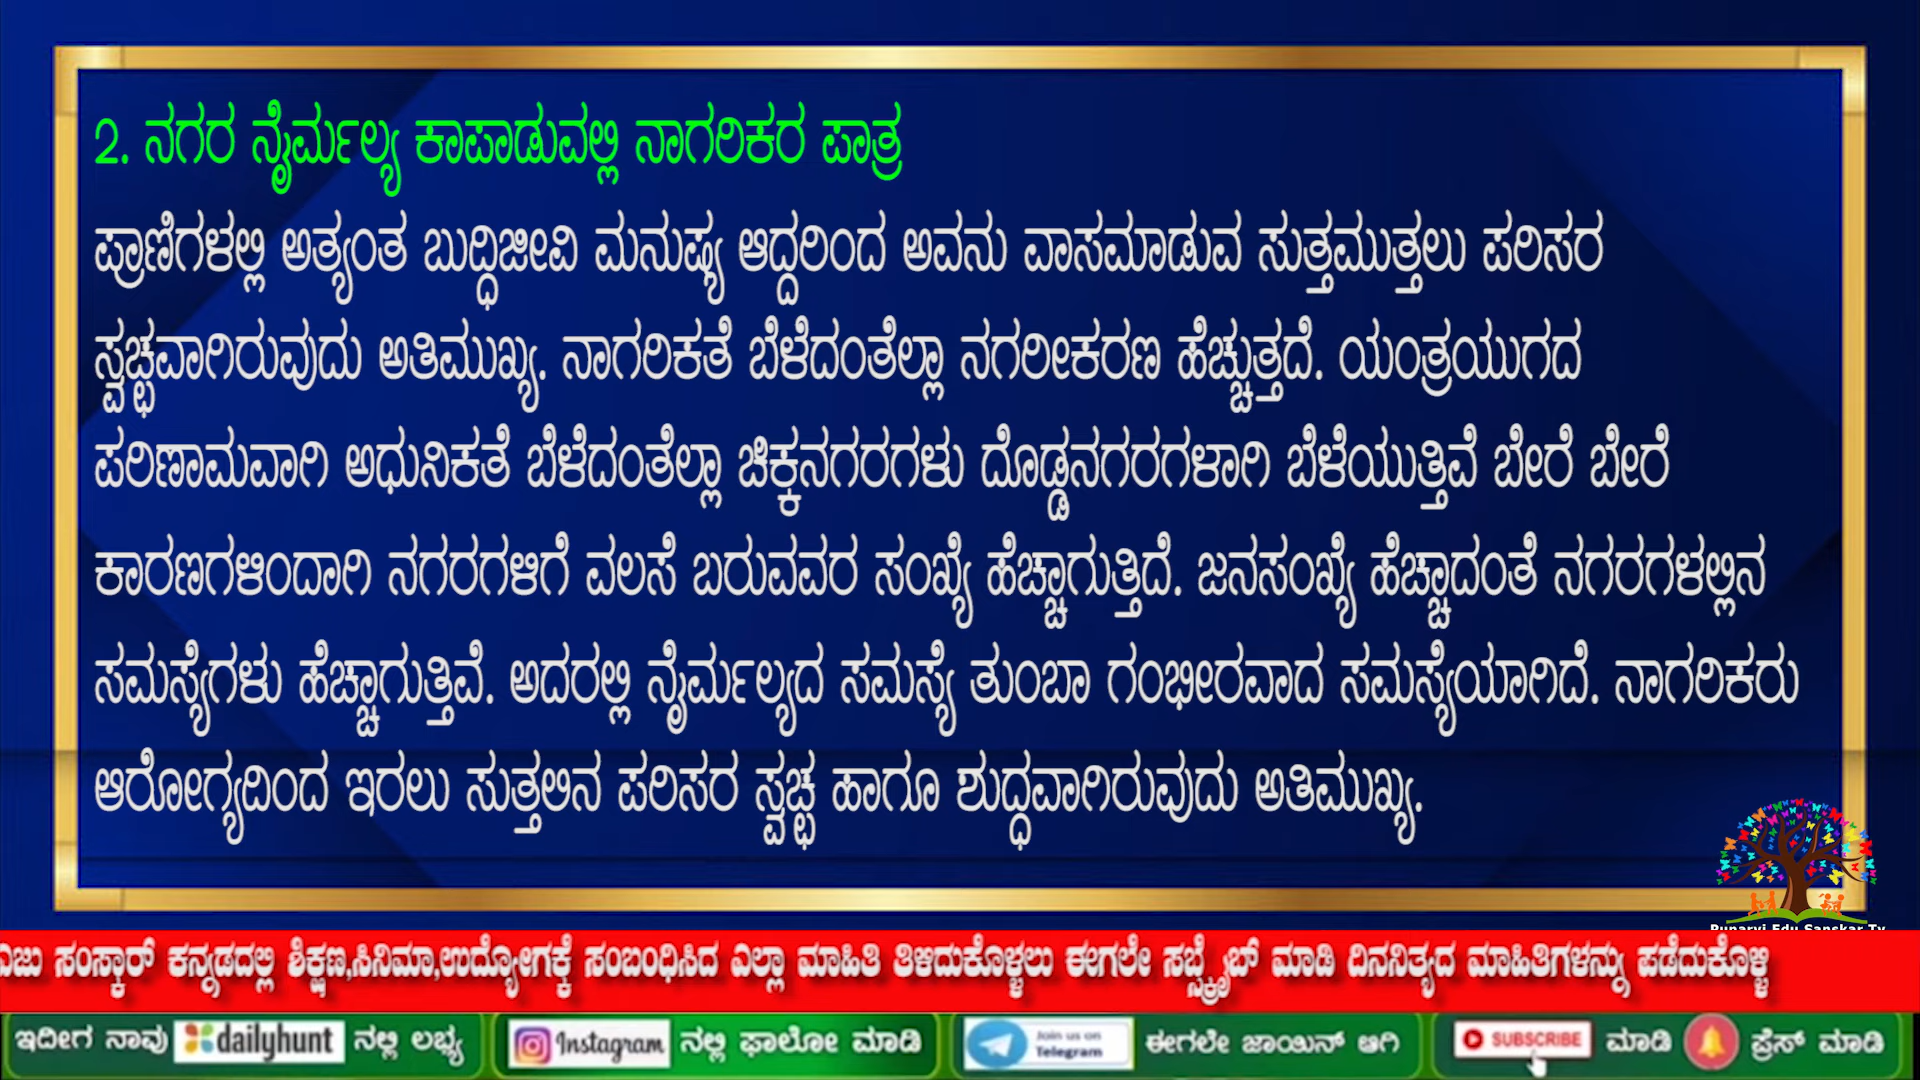 2. ನಗರ ನೈರ್ಮಲ್ಯ ಕಾಪಾಡುವಲ್ಲಿ ನಾಗರಿಕರ ಪಾತ್ರ
ಪ್ರಾಣಿಗಳಲ್ಲಿ ಅತ್ಯಂತ ಬುದ್ಧಿಜೀವಿ ಮನುಷ್ಯ ಆದ್ದರಿಂದ ಅವನು ವಾಸಮಾಡುವ ಸುತ್ತಮುತ್ತಲು ಪರಿಸರ
ಸ್ವಚ್ಛವಾಗಿರುವುದು ಅತಿಮುಖ್ಯ. ನಾಗರಿಕತೆ ಬೆಳೆದಂತೆಲ್ಲಾ ನಗರೀಕರಣ ಹೆಚ್ಚುತ್ತದೆ. ಯಂತ್ರಯುಗದ
ಪರಿಣಾಮವಾಗಿ ಅಧುನಿಕತೆ ಬೆಳೆದಂತೆಲ್ಲಾ ಚಿಕ್ಕನಗರಗಳು ದೊಡ್ಡನಗರಗಳಾಗಿ ಬೆಳೆಯುತ್ತಿವೆ ಬೇರೆ ಬೇರೆ
ಕಾರಣಗಳಿಂದಾಗಿ ನಗರಗಳಿಗೆ ವಲಸೆ ಬರುವವರ ಸಂಖ್ಯೆ ಹೆಚ್ಚಾಗುತ್ತಿದೆ. ಜನಸಂಖ್ಯೆ ಹೆಚ್ಚಾದಂತೆ ನಗರಗಳಲ್ಲಿನ
ಸಮಸ್ಯೆಗಳು ಹೆಚ್ಚಾಗುತ್ತಿವೆ. ಅದರಲ್ಲಿ ನೈರ್ಮಲ್ಯದ ಸಮಸ್ಯೆ ತುಂಬಾ ಗಂಭೀರವಾದ ಸಮಸ್ಯೆಯಾಗಿದೆ. ನಾಗರಿಕರು
ಆರೋಗ್ಯದಿಂದ ಇರಲು ಸುತ್ತಲಿನ ಪರಿಸರ ಸ್ವಚ್ಛ ಹಾಗೂ ಶುದ್ಧವಾಗಿರುವುದು ಅತಿಮುಖ್ಯ.
Punarvi Edu Sanskar Tv
ಸಂಸ್ಕಾರ್ ಕನ್ನಡದಲ್ಲಿ ಶಿಕ್ಷಣ,ಸಿನಿಮಾ,ಉದ್ಯೋಗಕ್ಕೆ ಸಂಬಂಧಿಸಿದ ಎಲ್ಲಾ ಮಾಹಿತಿ ತಿಳಿದುಕೊಳ್ಳಲು ಈಗಲೇ ಸಬ್ಸ್ಕ್ರೈಬ್ ಮಾಡಿ ದಿನನಿತ್ಯದ ಮಾಹಿತಿಗಳನ್ನು ಪಡೆದುಕೊಳ್ಳಿ
ಇದೀಗ ನಾವು dailyhunt ನಲ್ಲಿ ಲಭ್ಯ Instagram ನಲ್ಲಿ ಫಾಲೋ ಮಾಡಿ Join us on Telegram ಈಗಲೇ ಜಾಯಿನ್ ಆಗಿ SUBSCRIBE ಮಾಡಿ ಪ್ರೆಸ್ ಮಾಡಿ